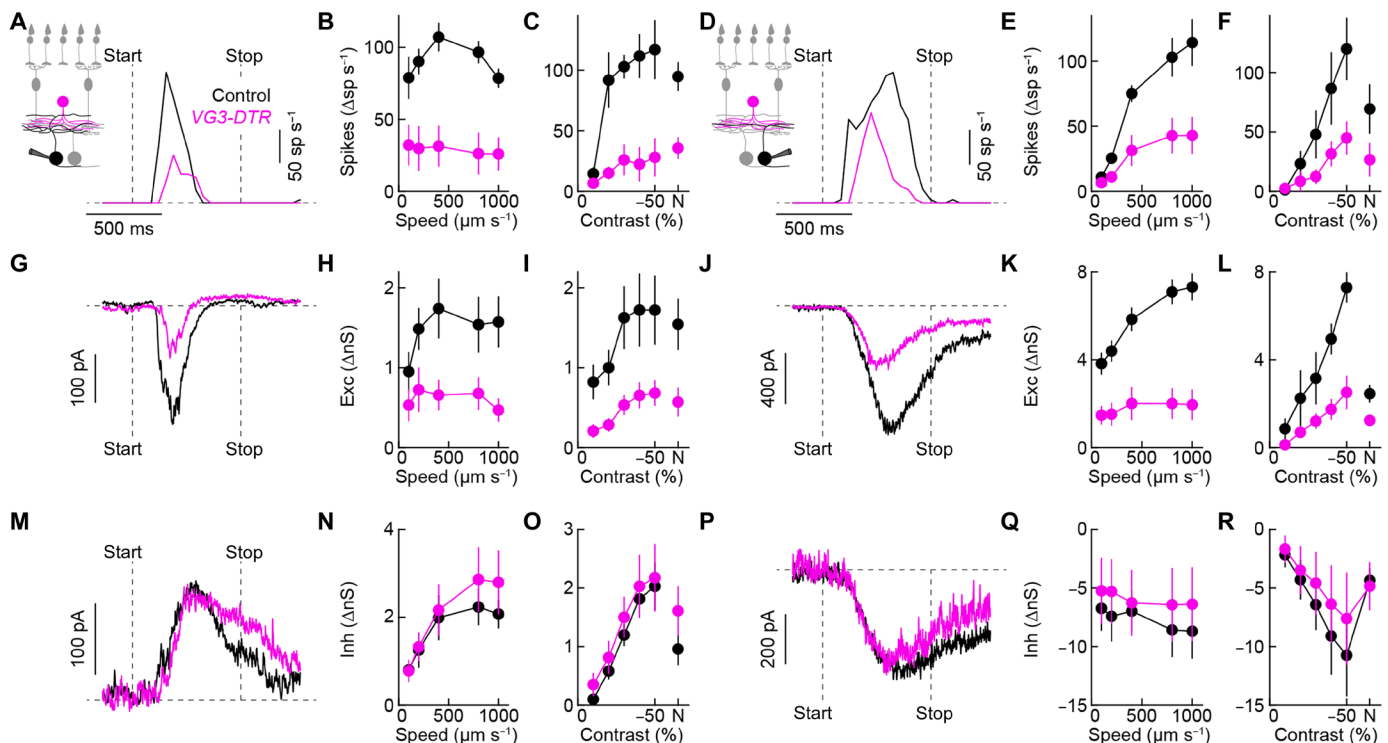 A
Start
Stop
Control
VG3-DTR
50 sp s⁻¹
500 ms
B
Spikes (Δsp s⁻¹)
100
50
0
0
500
1000
Speed (µm s⁻¹)
C
100
50
0
0
−50
N
Contrast (%)
D
Start
Stop
50 sp s⁻¹
500 ms
E
Spikes (Δsp s⁻¹)
100
50
0
0
500
1000
Speed (µm s⁻¹)
F
100
50
0
0
−50
N
Contrast (%)
G
100 pA
Start
Stop
H
Exc (ΔnS)
2
1
0
0
500
1000
Speed (µm s⁻¹)
I
2
1
0
0
−50
N
Contrast (%)
J
400 pA
Start
Stop
K
Exc (ΔnS)
8
4
0
0
500
1000
Speed (µm s⁻¹)
L
8
4
0
0
−50
N
Contrast (%)
M
Start
Stop
100 pA
N
Inh (ΔnS)
4
2
0
0
500
1000
Speed (µm s⁻¹)
O
3
2
1
0
0
−50
N
Contrast (%)
P
200 pA
Start
Stop
Q
Inh (ΔnS)
0
−5
−10
−15
0
500
1000
Speed (µm s⁻¹)
R
0
−5
−10
−15
0
−50
N
Contrast (%)